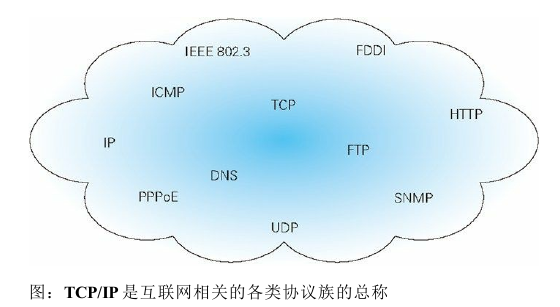 IEEE 802.3
FDDI
ICMP
TCP
HTTP
IP
FTP
DNS
PPPoE
SNMP
UDP
图：TCP/IP 是互联网相关的各类协议族的总称